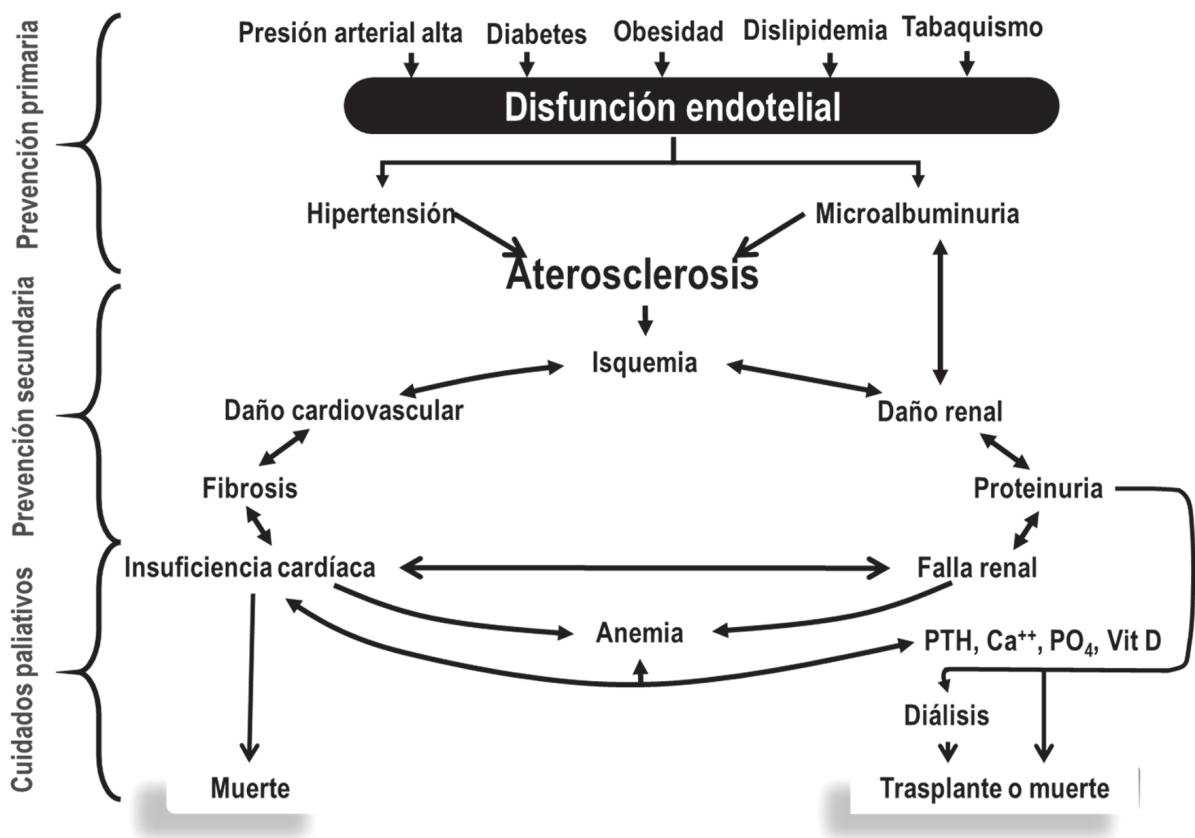 Prevención primaria
Presión arterial alta
Diabetes
Obesidad
Dislipidemia
Tabaquismo
Disfunción endotelial
Hipertensión
Microalbuminuria
Aterosclerosis
Prevención secundaria
Isquemia
Daño cardiovascular
Daño renal
Fibrosis
Proteinuria
Insuficiencia cardíaca
Falla renal
Cuidados paliativos
Anemia
PTH, Ca⁺⁺, PO₄, Vit D
Diálisis
Muerte
Trasplante o muerte